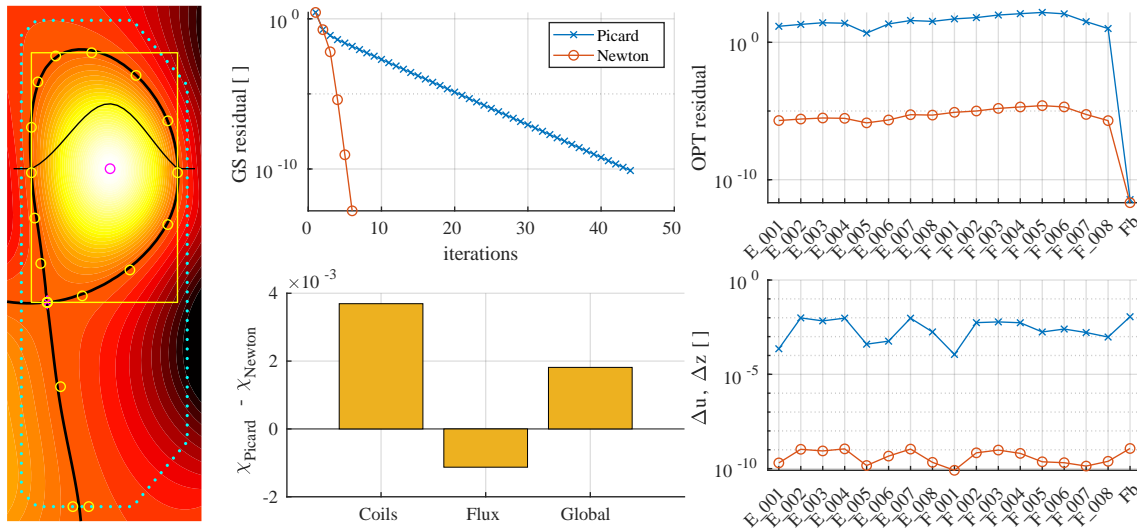 GS residual [ ]
10^0
10^-10
Picard
Newton
0
10
20
30
40
50
iterations
OPT residual
10^0
10^-10
E_001
E_002
E_003
E_004
E_005
E_006
E_007
E_008
F_001
F_002
F_003
F_004
F_005
F_006
F_007
F_008
Fb
χ_Picard - χ_Newton
×10^-3
4
2
0
-2
Coils
Flux
Global
Δu, Δz [ ]
10^0
10^-5
10^-10
E_001
E_002
E_003
E_004
E_005
E_006
E_007
E_008
F_001
F_002
F_003
F_004
F_005
F_006
F_007
F_008
Fb